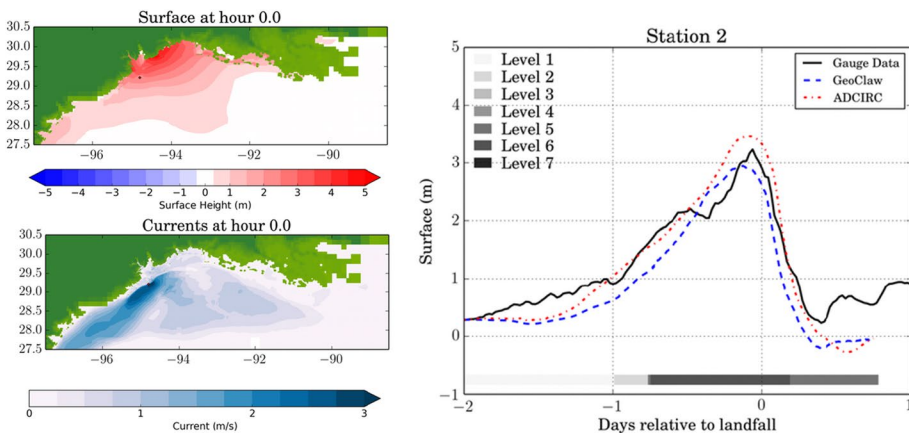 Surface at hour 0.0
30.5
30.0
29.5
29.0
28.5
28.0
27.5
−96 −94 −92 −90
−5 −4 −3 −2 −1 0 1 2 3 4 5
Surface Height (m)
Currents at hour 0.0
30.5
30.0
29.5
29.0
28.5
28.0
27.5
−96 −94 −92 −90
0 1 2 3
Current (m/s)
Station 2
Surface (m)
5
4
3
2
1
0
−1
Level 1
Level 2
Level 3
Level 4
Level 5
Level 6
Level 7
Gauge Data
GeoClaw
ADCIRC
−2 −1 0 1
Days relative to landfall